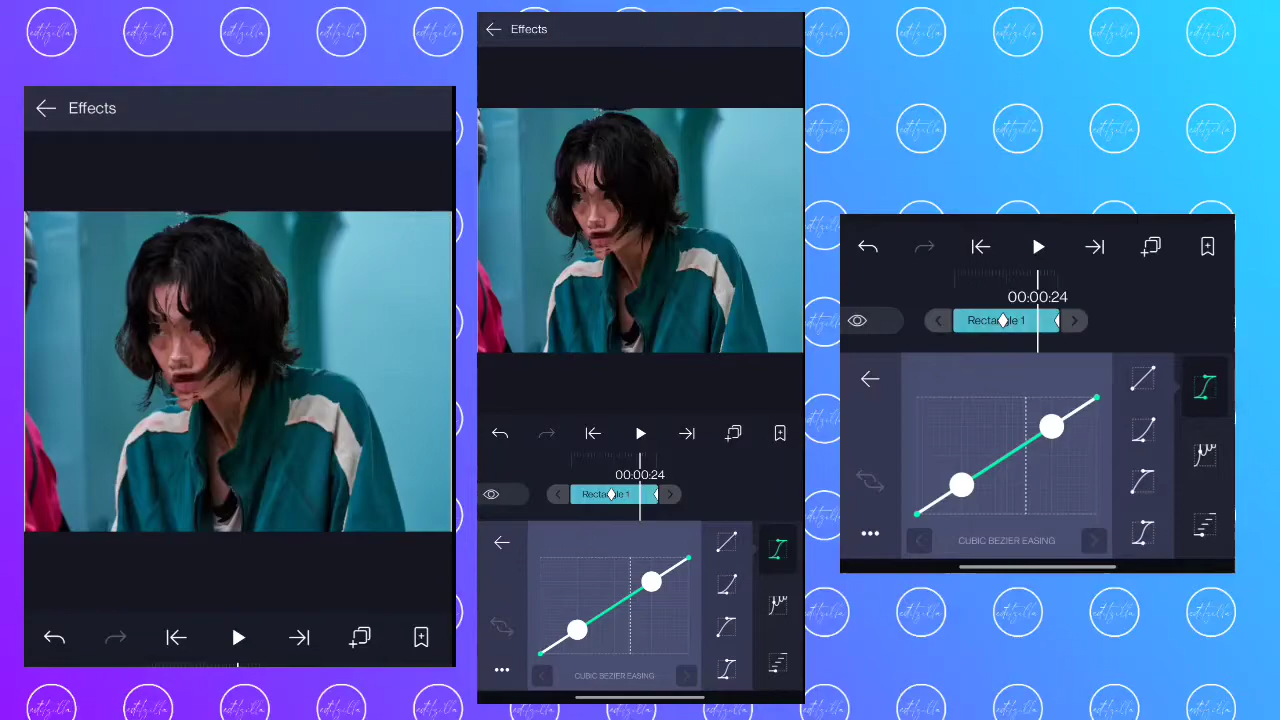 Effects
Effects
00:00:24
Rectangle 1
CUBIC BEZIER EASING
00:00:24
Rectangle 1
CUBIC BEZIER EASING